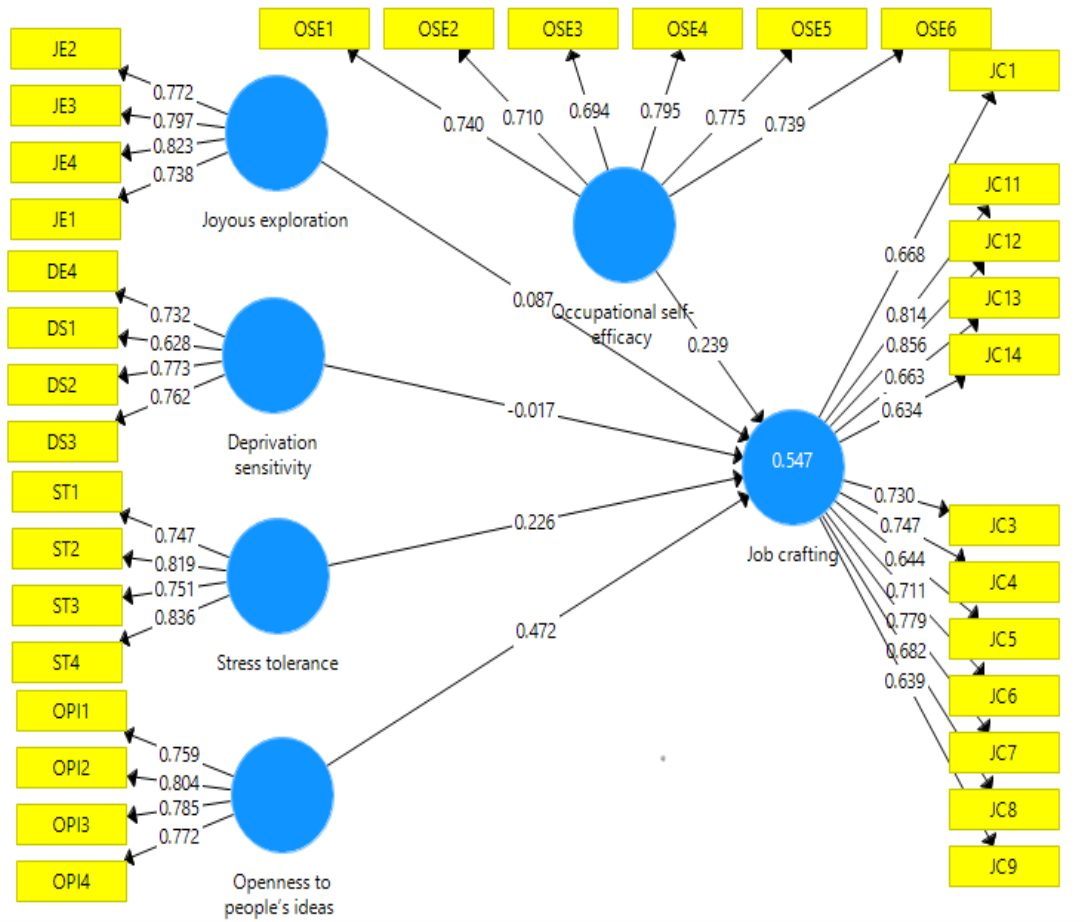 OSE1
OSE2
OSE3
OSE4
OSE5
OSE6
0.740
0.710
0.694
0.795
0.775
0.739
Occupational self-
efficacy
0.239
JE2
JE3
JE4
JE1
0.772
0.797
0.823
0.738
Joyous exploration
0.087
DE4
DS1
DS2
DS3
0.732
0.628
0.773
0.762
Deprivation
sensitivity
-0.017
ST1
ST2
ST3
ST4
0.747
0.819
0.751
0.836
Stress tolerance
0.226
OPI1
OPI2
OPI3
OPI4
0.759
0.804
0.785
0.772
Openness to
people's ideas
0.472
0.547
Job crafting
0.668
0.814
0.856
0.663
0.634
0.730
0.747
0.644
0.711
0.779
0.682
0.639
JC1
JC11
JC12
JC13
JC14
JC3
JC4
JC5
JC6
JC7
JC8
JC9